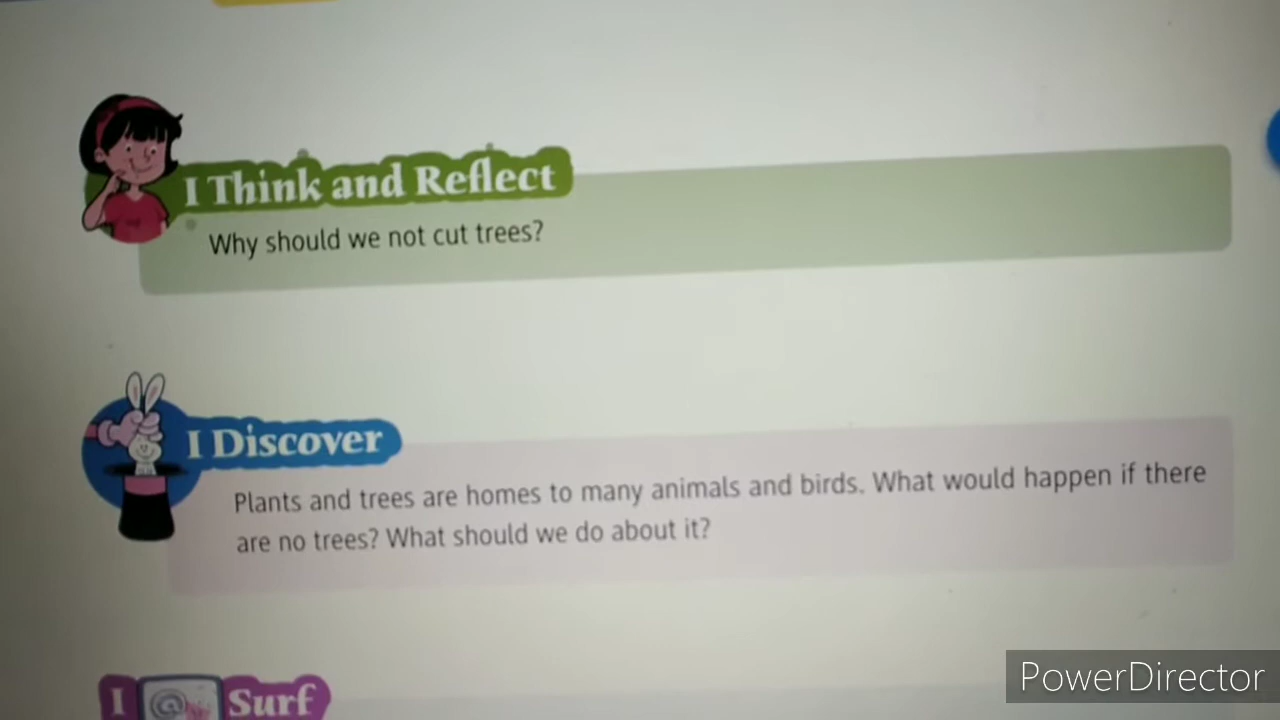 I Think and Reflect
Why should we not cut trees?
I Discover
Plants and trees are homes to many animals and birds. What would happen if there
are no trees? What should we do about it?
I @ Surf
PowerDirector